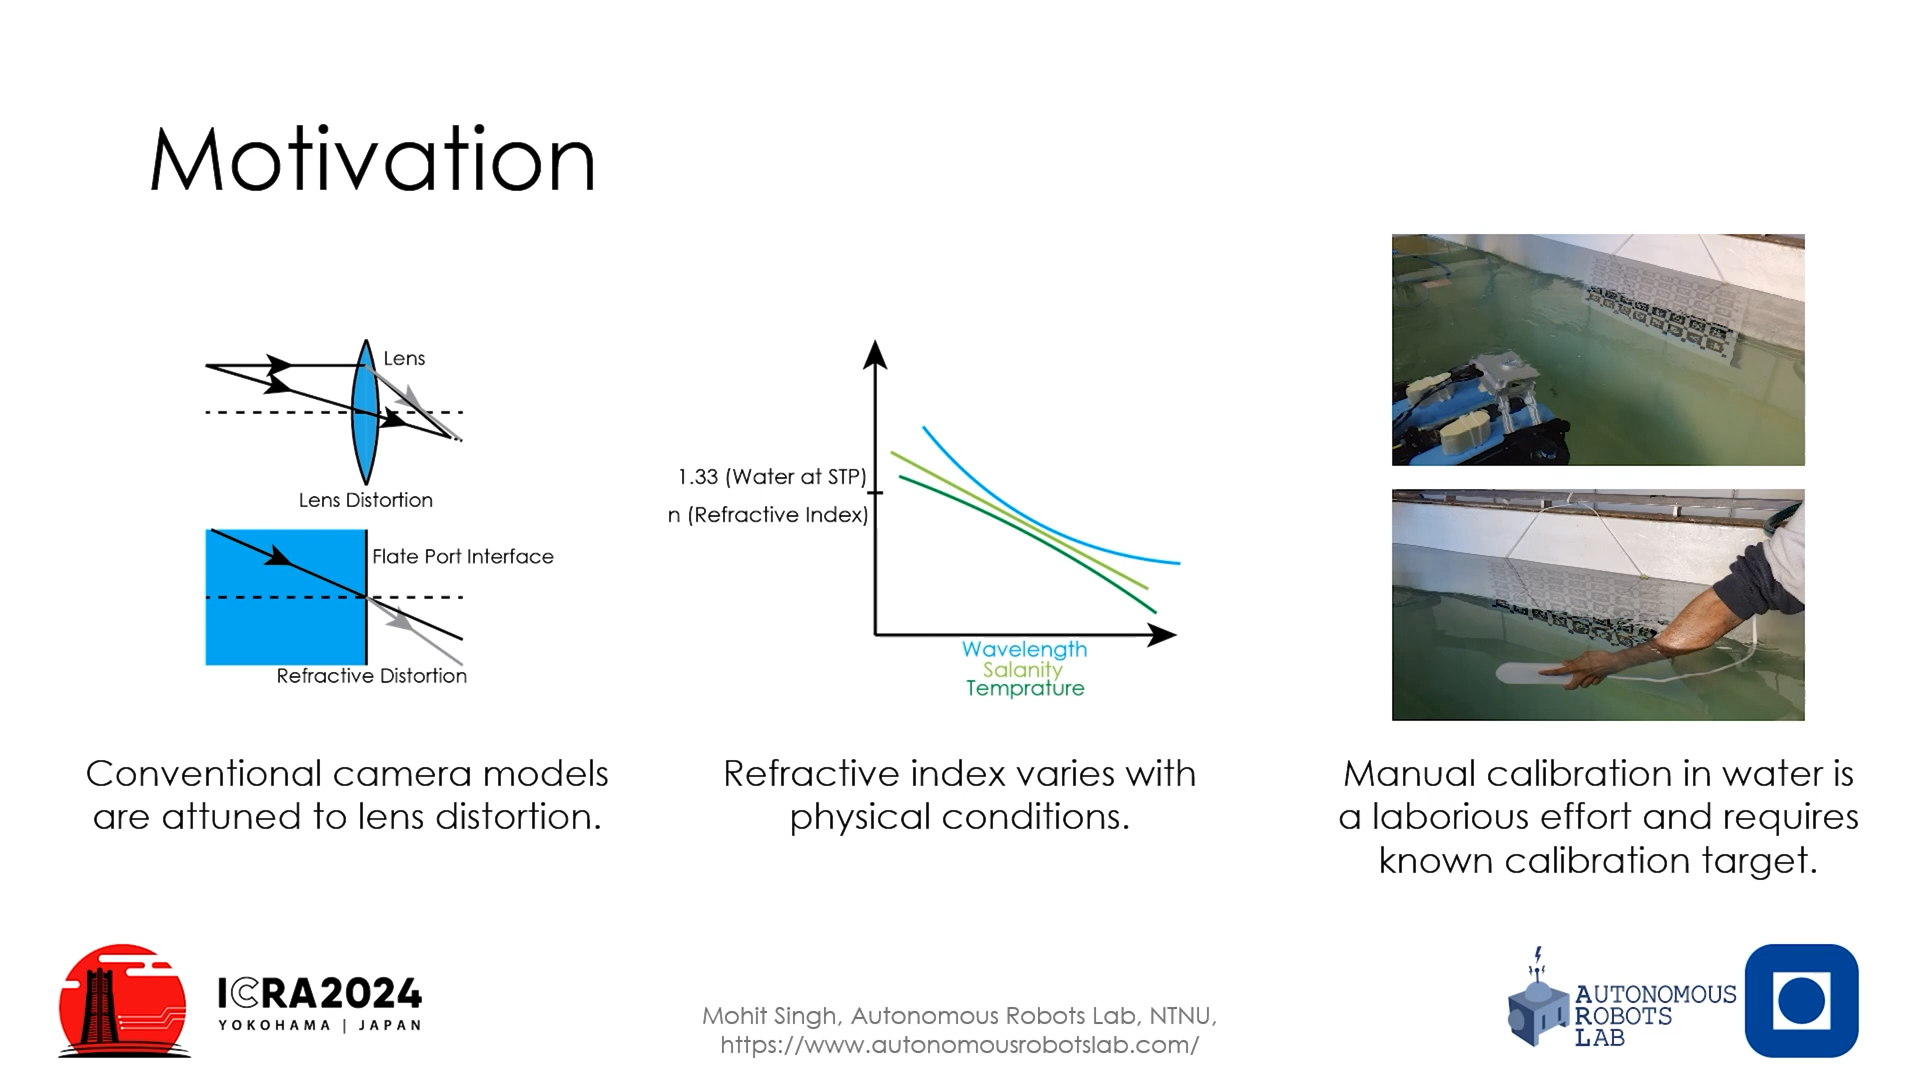 Motivation
Lens
Lens Distortion
Flate Port Interface
Refractive Distortion
Conventional camera models
are attuned to lens distortion.
1.33 (Water at STP)
n (Refractive Index)
Wavelength
Salanity
Temprature
Refractive index varies with
physical conditions.
Manual calibration in water is
a laborious effort and requires
known calibration target.
ICRA2024
YOKOHAMA | JAPAN
Mohit Singh, Autonomous Robots Lab, NTNU,
https://www.autonomousrobotslab.com/
AUTONOMOUS
ROBOTS
LAB